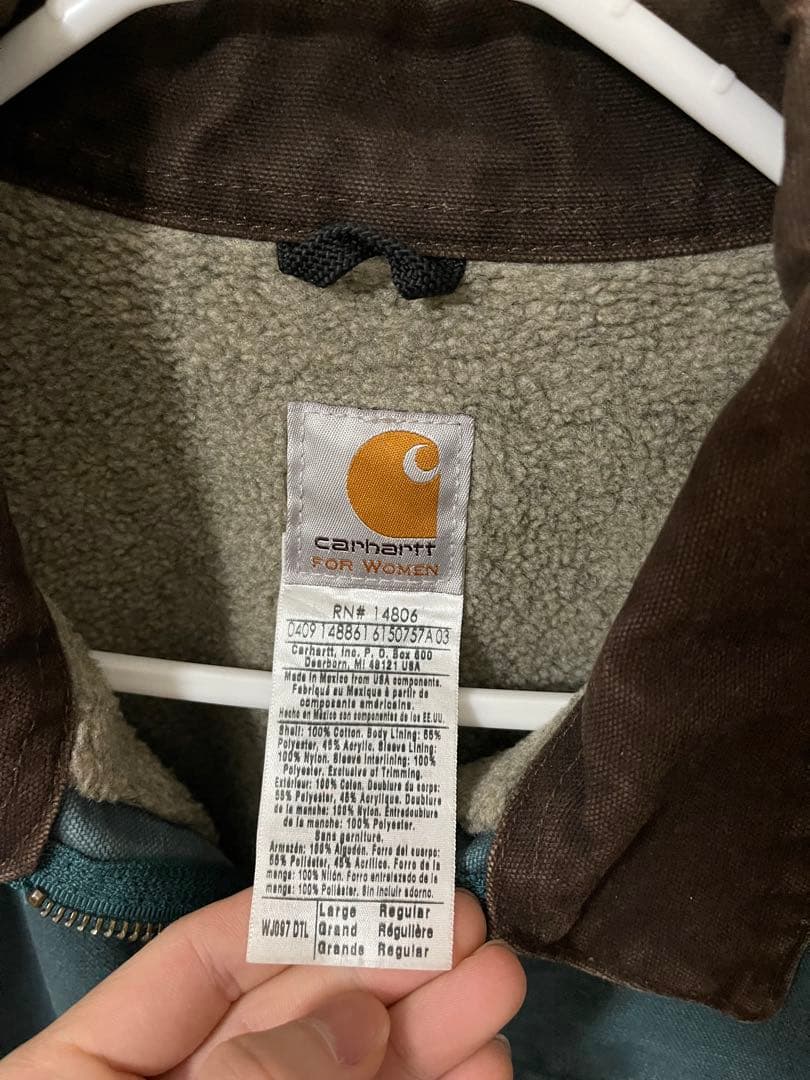 carhartt
FOR WOMEN
RN# 14806
0409 148861 6150757A 03
Carhartt, Inc. P. O. Box 600
Dearborn, MI 48121 USA
Made in Mexico from USA components.
Fabriqué au Mexique à partir de
composants américains.
Hecho en México con componentes de los EE.UU.
Shell: 100% Cotton. Body Lining: 55%
Polyester, 45% Acrylic. Sleeve Lining:
100% Nylon. Sleeve Interlining: 100%
Polyester. Exclusive of Trimming.
Extérieur: 100% Coton. Doublure du corps:
55% Polyester, 45% Acrylique. Doublure
de la manche: 100% Nylon. Entredoublure
de la manche: 100% Polyester.
Sans garniture.
Armazón: 100% Algodón. Forro del cuerpo:
55% Poliéster, 45% Acrílico. Forro de la
manga: 100% Nilón. Forro entrelazado de la
manga: 100% Poliéster. Sin incluir adorno.
WJ097 DTL
Large Regular
Grand Régulière
Grande Regular